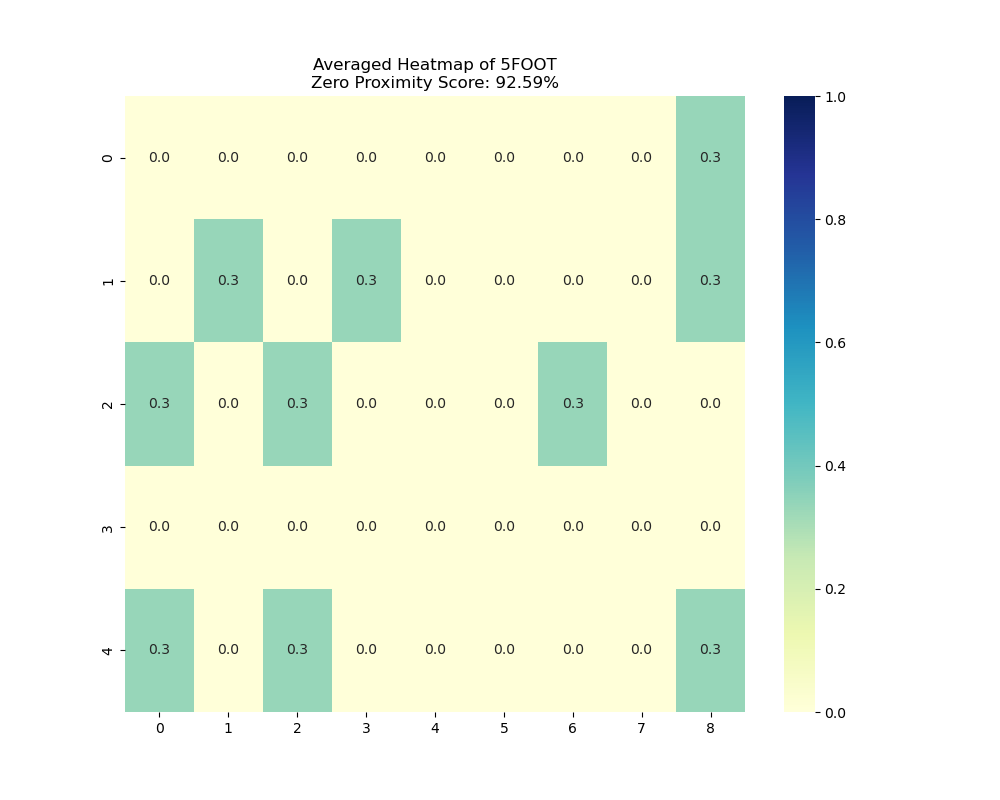 Averaged Heatmap of 5FOOT
Zero Proximity Score: 92.59%
1.0
0 0.0 0.0 0.0 0.0 0.0 0.0 0.0 0.0 0.3
0.8
1 0.0 0.3 0.0 0.3 0.0 0.0 0.0 0.0 0.3
0.6
2 0.3 0.0 0.3 0.0 0.0 0.0 0.3 0.0 0.0
0.4
3 0.0 0.0 0.0 0.0 0.0 0.0 0.0 0.0 0.0
0.2
4 0.3 0.0 0.3 0.0 0.0 0.0 0.0 0.0 0.3
0.0
0 1 2 3 4 5 6 7 8